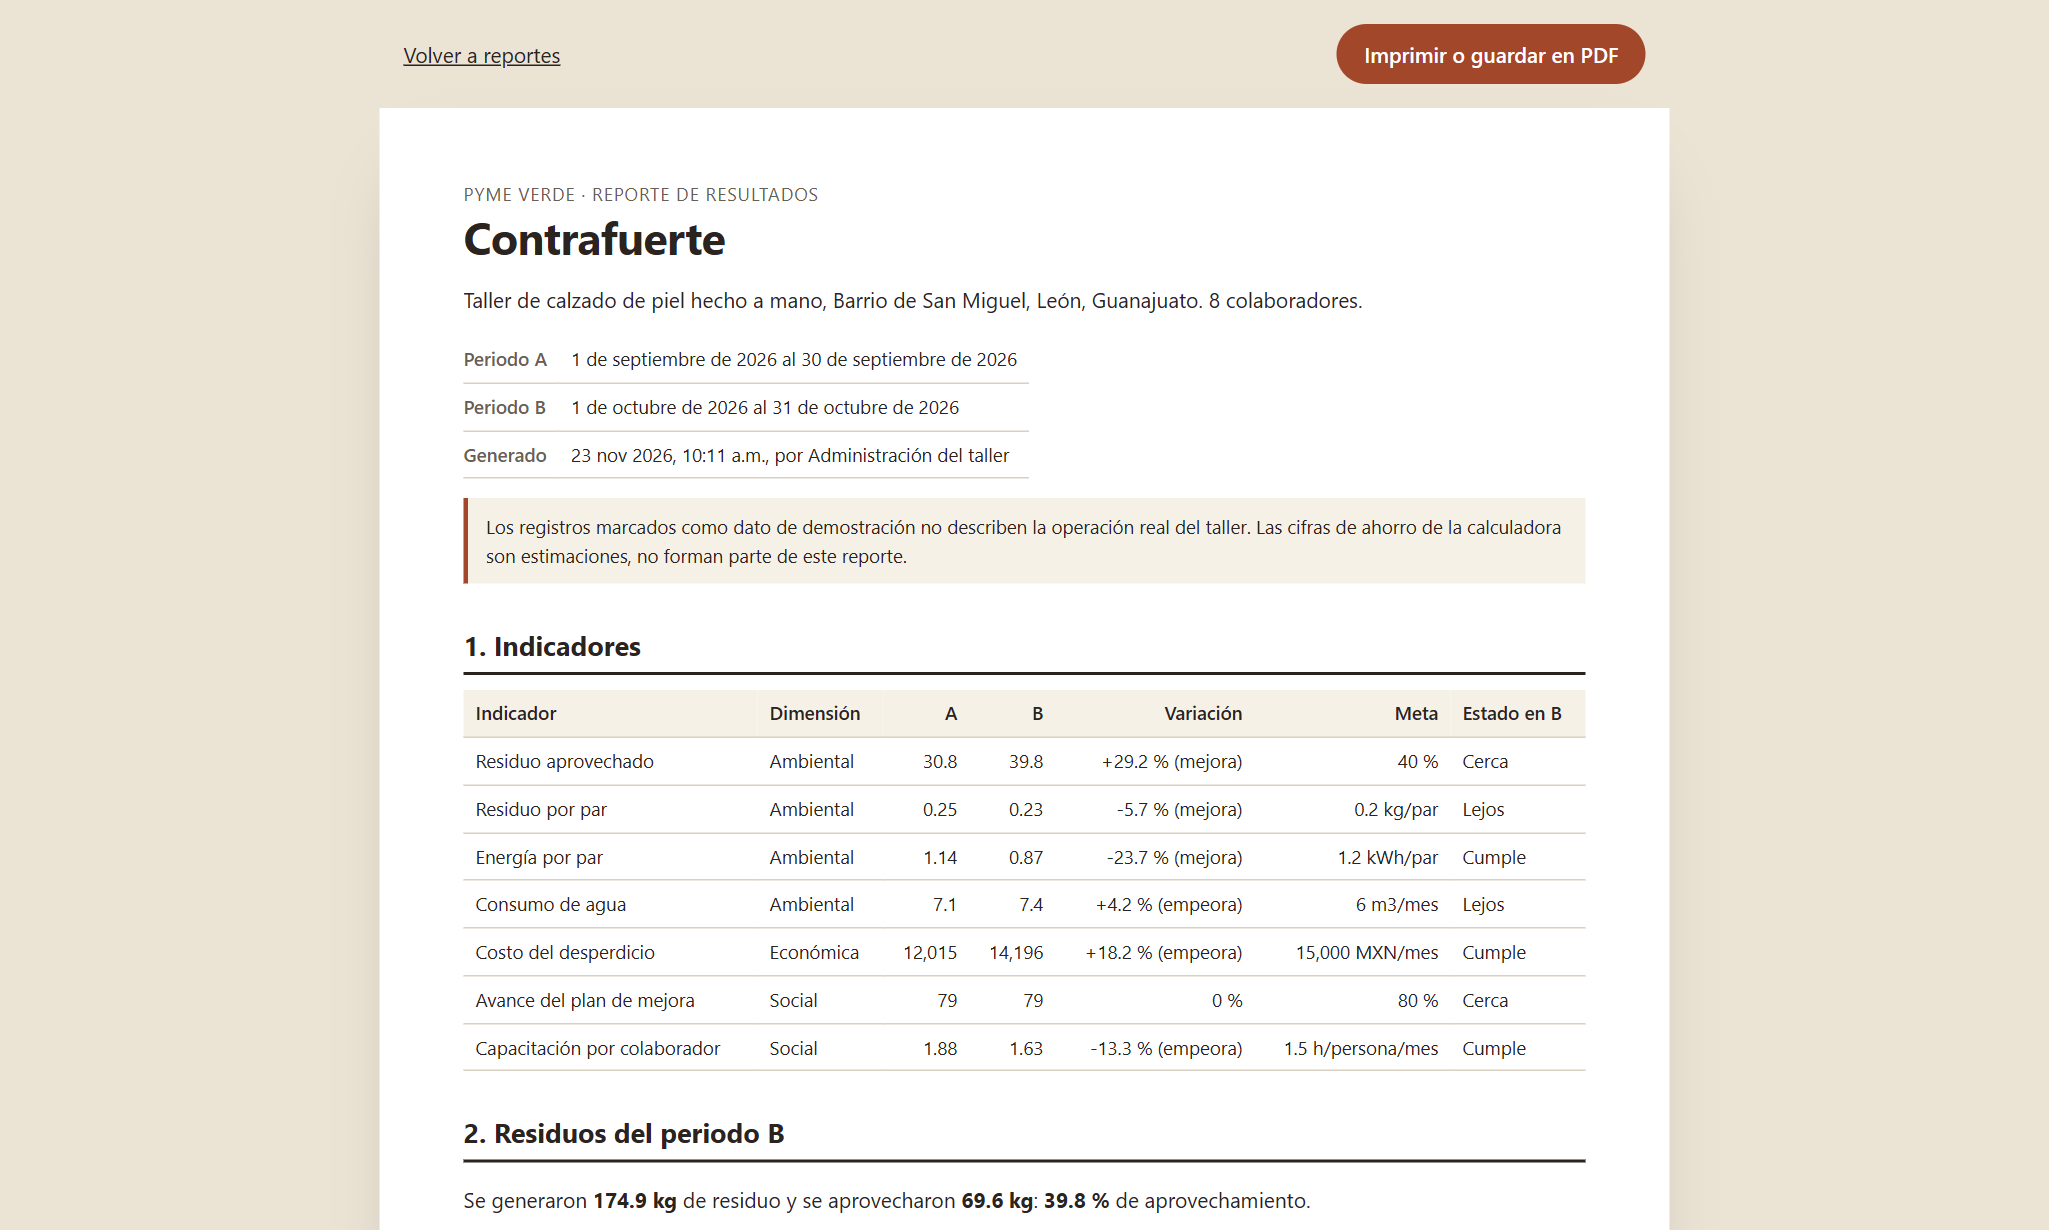 Volver a reportes
Imprimir o guardar en PDF
PYME VERDE · REPORTE DE RESULTADOS
Contrafuerte
Taller de calzado de piel hecho a mano, Barrio de San Miguel, León, Guanajuato. 8 colaboradores.
Periodo A 1 de septiembre de 2026 al 30 de septiembre de 2026
Periodo B 1 de octubre de 2026 al 31 de octubre de 2026
Generado 23 nov 2026, 10:11 a.m., por Administración del taller
Los registros marcados como dato de demostración no describen la operación real del taller. Las cifras de ahorro de la calculadora
son estimaciones, no forman parte de este reporte.
1. Indicadores
Indicador Dimensión A B Variación Meta Estado en B
Residuo aprovechado Ambiental 30.8 39.8 +29.2 % (mejora) 40 % Cerca
Residuo por par Ambiental 0.25 0.23 -5.7 % (mejora) 0.2 kg/par Lejos
Energía por par Ambiental 1.14 0.87 -23.7 % (mejora) 1.2 kWh/par Cumple
Consumo de agua Ambiental 7.1 7.4 +4.2 % (empeora) 6 m3/mes Lejos
Costo del desperdicio Económica 12,015 14,196 +18.2 % (empeora) 15,000 MXN/mes Cumple
Avance del plan de mejora Social 79 79 0 % 80 % Cerca
Capacitación por colaborador Social 1.88 1.63 -13.3 % (empeora) 1.5 h/persona/mes Cumple
2. Residuos del periodo B
Se generaron 174.9 kg de residuo y se aprovecharon 69.6 kg: 39.8 % de aprovechamiento.